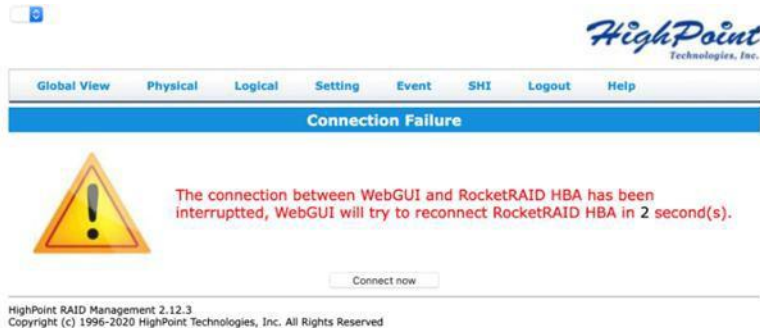 HighPoint
Technologies, Inc.
Global View Physical Logical Setting Event SHI Logout Help
Connection Failure
The connection between WebGUI and RocketRAID HBA has been
interruptted, WebGUI will try to reconnect RocketRAID HBA in 2 second(s).
Connect now
HighPoint RAID Management 2.12.3
Copyright (c) 1996-2020 HighPoint Technologies, Inc. All Rights Reserved